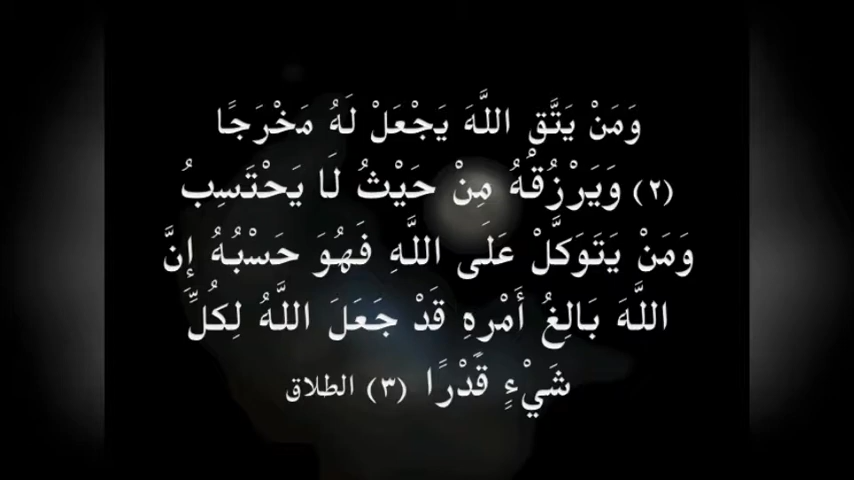 وَمَنْ يَتَّقِ اللَّهَ يَجْعَلْ لَهُ مَخْرَجًا
(٢) وَيَرْزُقْهُ مِنْ حَيْثُ لَا يَحْتَسِبُ
وَمَنْ يَتَوَكَّلْ عَلَى اللَّهِ فَهُوَ حَسْبُهُ إِنَّ
اللَّهَ بَالِغُ أَمْرِهِ قَدْ جَعَلَ اللَّهُ لِكُلِّ
شَيْءٍ قَدْرًا (٣) الطلاق